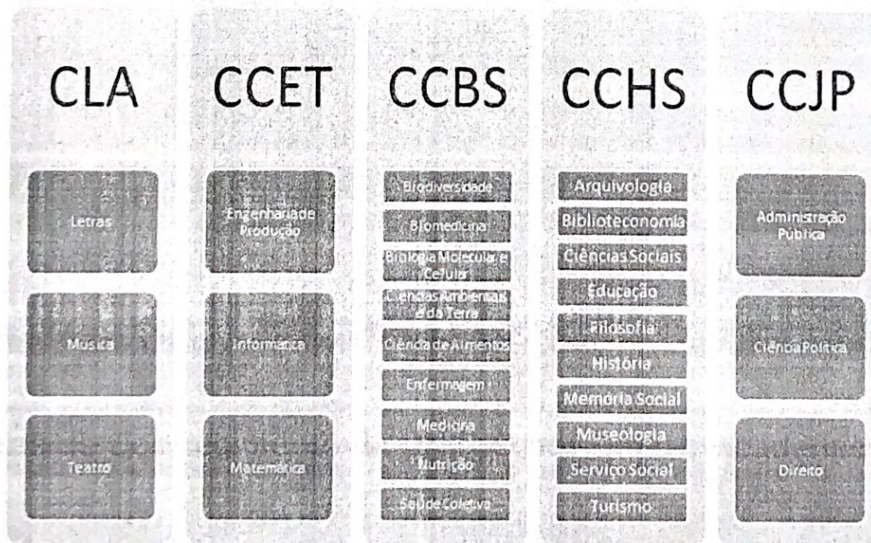 CLA
Letras
Música
Teatro
CCET
Engenharia de
Produção
Informática
Matemática
CCBS
Biodiversidade
Biomedicina
Biologia Molecular e
Celular
Ciências Ambientais
e da Terra
Ciência de Alimentos
Enfermagem
Medicina
Nutrição
Saúde Coletiva
CCHS
Arquivologia
Biblioteconomia
Ciências Sociais
Educação
Filosofia
História
Memória Social
Museologia
Serviço Social
Turismo
CCJP
Administração
Pública
Ciência Política
Direito